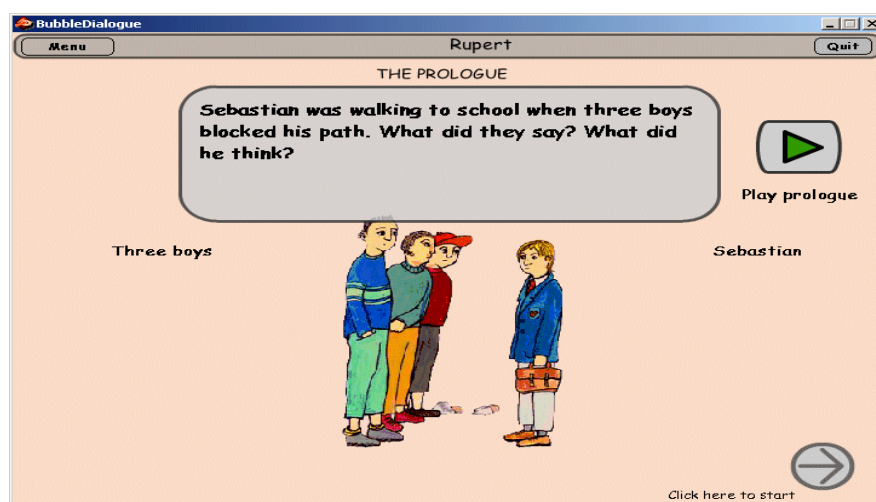 BubbleDialogue
Menu
Rupert
Quit
THE PROLOGUE
Sebastian was walking to school when three boys
blocked his path. What did they say? What did
he think?
Play prologue
Three boys
Sebastian
Click here to start